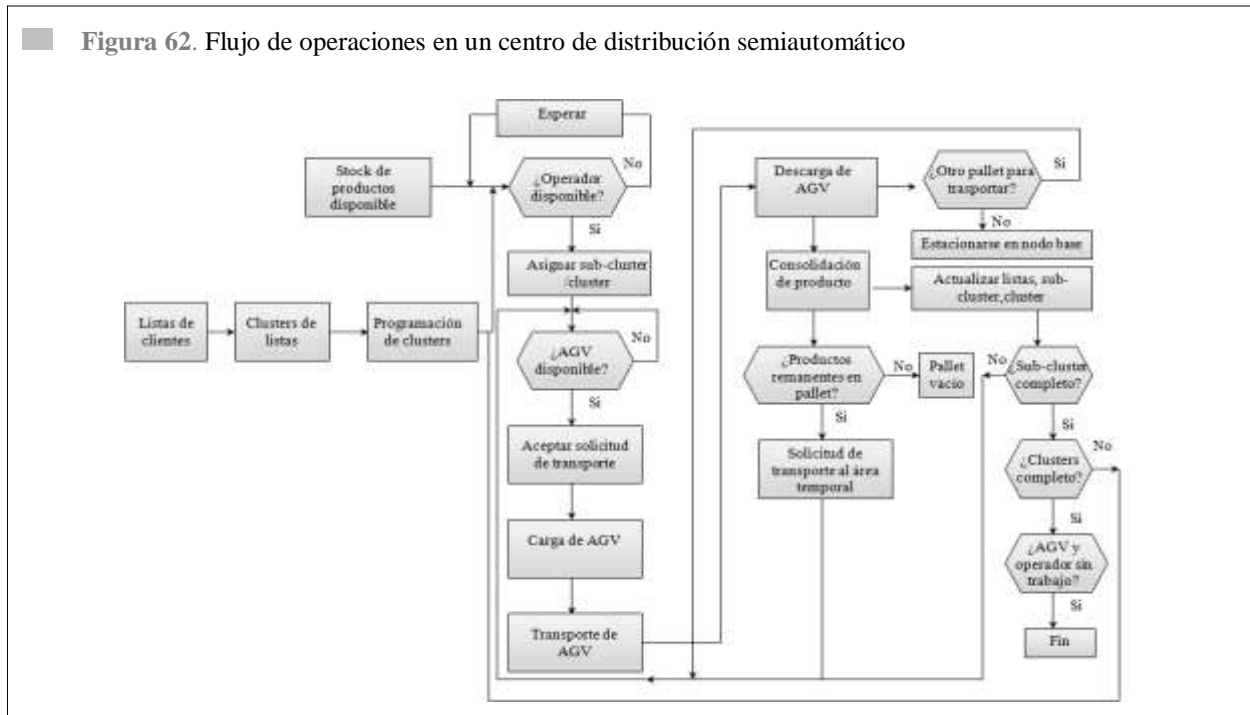 Figura 62. Flujo de operaciones en un centro de distribución semiautomático
Esperar
No
Stock de
productos
disponible
¿Operador
disponible?
Si
Asignar sub-cluster
/cluster
Listas de
clientes
Clusters de
listas
Programación
de clusters
No
¿AGV
disponible?
Si
Aceptar solicitud
de transporte
Carga de AGV
Transporte de
AGV
Descarga de
AGV
¿Otro pallet para
trasportar?
Si
No
Estacionarse en nodo base
Consolidación
de producto
Actualizar listas, sub-
cluster,cluster
¿Productos
remanentes en
pallet?
No
Pallet
vacio
No
¿Sub-cluster
completo?
Si
Si
Solicitud de
transporte al área
temporal
¿Clusters
completo?
No
Si
¿AGV y
operador sin
trabajo?
Si
Fin